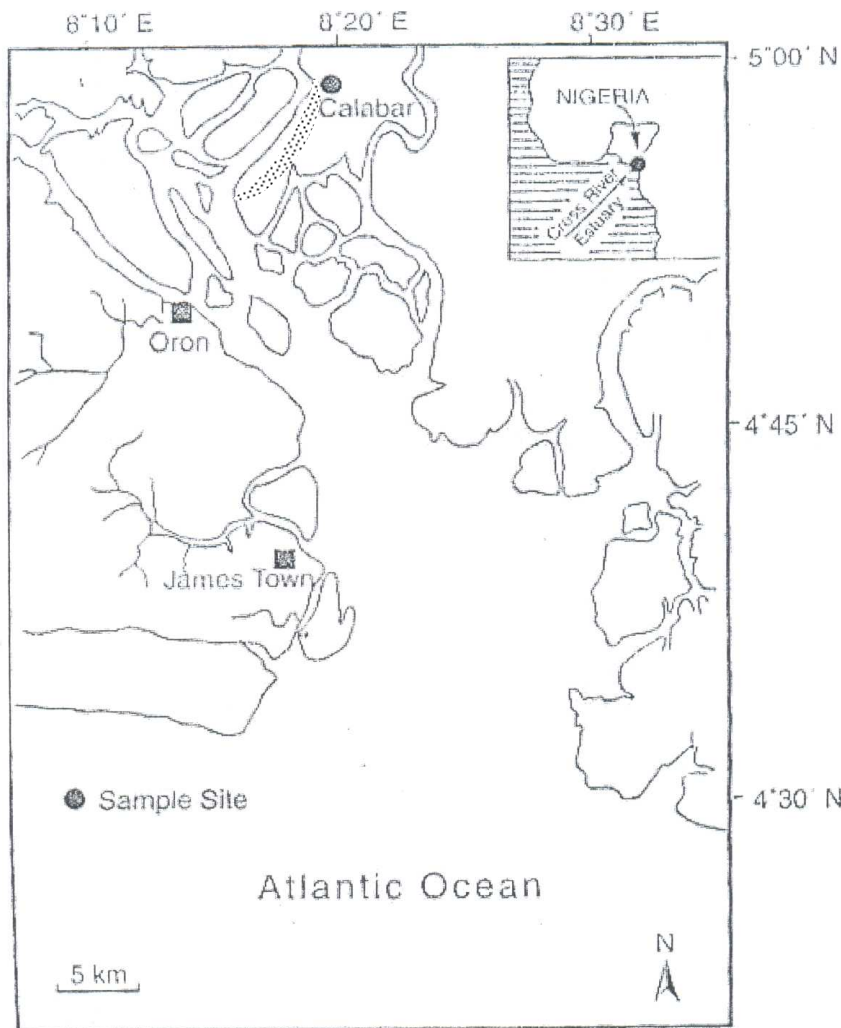 8°10′ E
8°20′ E
8°30′ E
5°00′ N
Calabar
NIGERIA
Cross River
Estuary
Oron
4°45′ N
James Town
Sample Site
4°30′ N
Atlantic Ocean
5 km
N